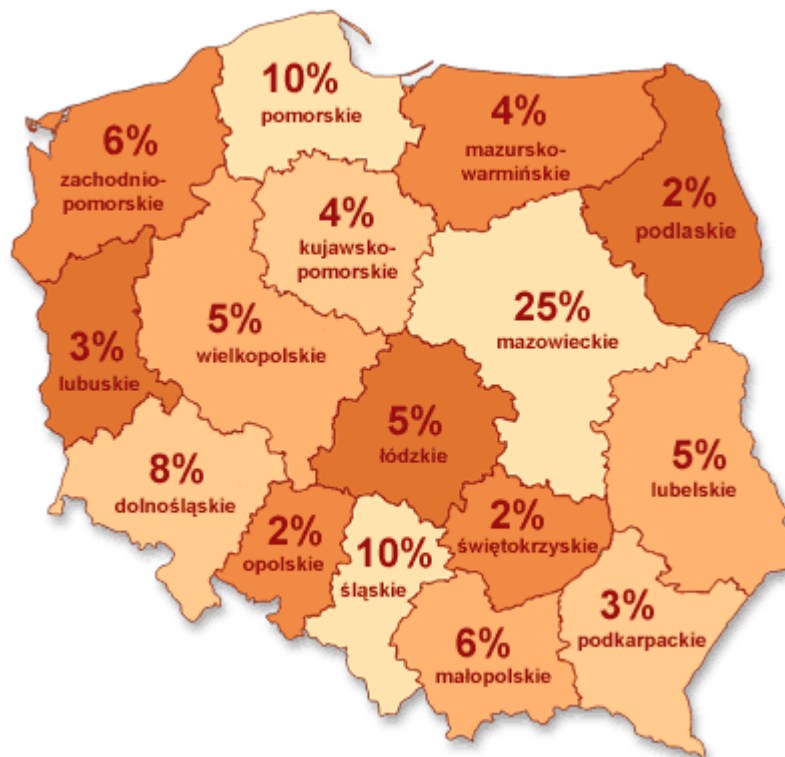 10%
pomorskie
4%
mazursko-
warmińskie
6%
zachodnio-
pomorskie
2%
podlaskie
4%
kujawsko-
pomorskie
25%
mazowieckie
5%
wielkopolskie
3%
lubuskie
5%
łódzkie
5%
lubelskie
8%
dolnośląskie
2%
opolskie
10%
śląskie
2%
świętokrzyskie
3%
podkarpackie
6%
małopolskie